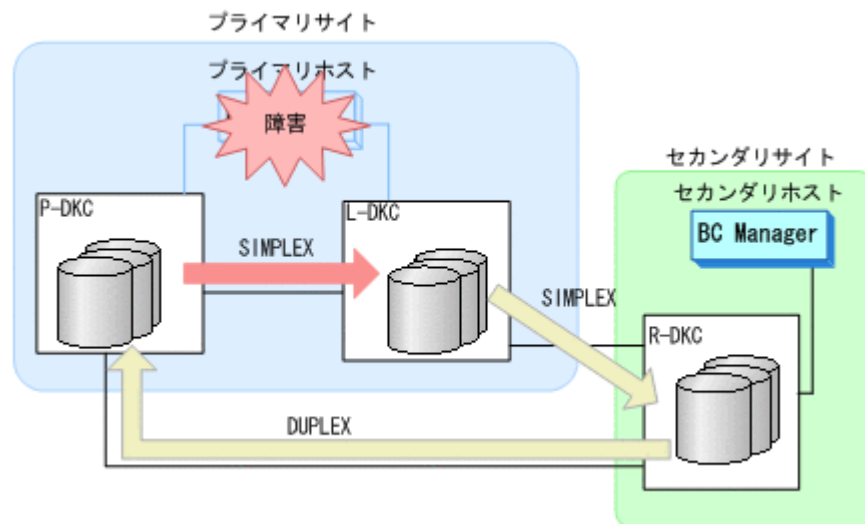 プライマリサイト
プライマリホスト
障害
セカンダリサイト
セカンダリホスト
BC Manager
P-DKC
L-DKC
SIMPLEX
SIMPLEX
R-DKC
DUPLEX